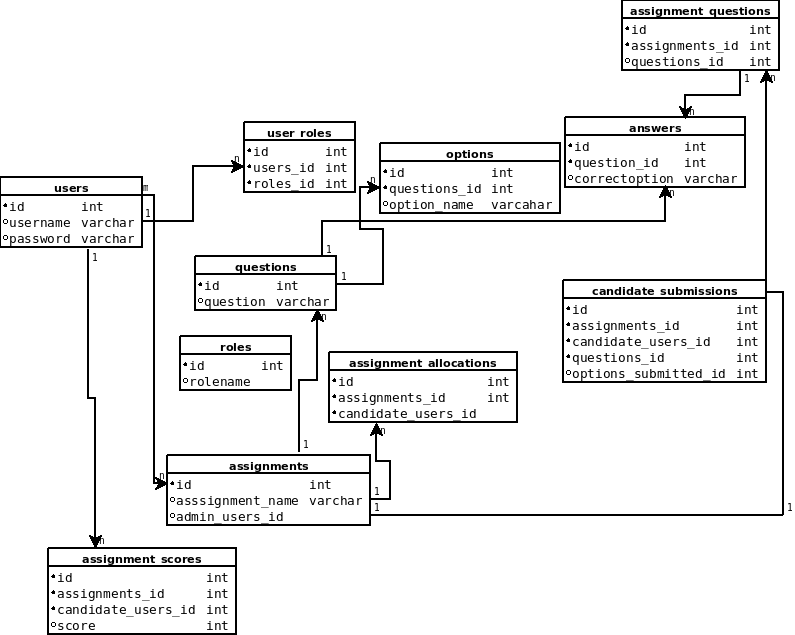 assignment questions
id int
assignments_id int
questions_id int
1
n
n
answers
id int
question_id int
correctoption varchar
n
user roles
id int
users_id int
roles_id int
n
options
id int
questions_id int
option_name varcahar
n
users
id int
username varchar
password varchar
m
1
1
questions
id int
question varchar
1
1
n
roles
id int
rolename
candidate submissions
id int
assignments_id int
candidate_users_id int
questions_id int
options_submitted_id int
1
assignment allocations
id int
assignments_id int
candidate_users_id
n
1
assignments
id int
asssignment_name varchar
admin_users_id
n
1
1
n
assignment scores
id int
assignments_id int
candidate_users_id int
score int